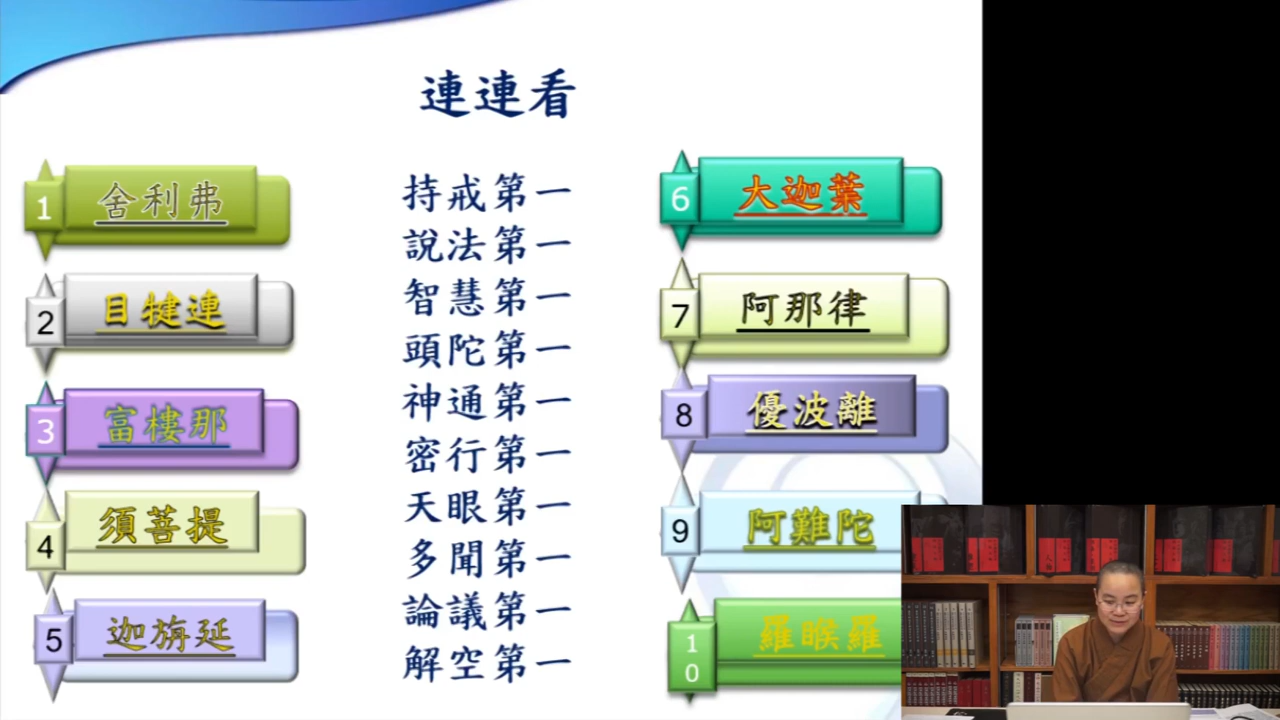 連連看
1 舍利弗
2 目犍連
3 富樓那
4 須菩提
5 迦旃延
持戒第一
說法第一
智慧第一
頭陀第一
神通第一
密行第一
天眼第一
多聞第一
論議第一
解空第一
6 大迦葉
7 阿那律
8 優波離
9 阿難陀
10 羅睺羅